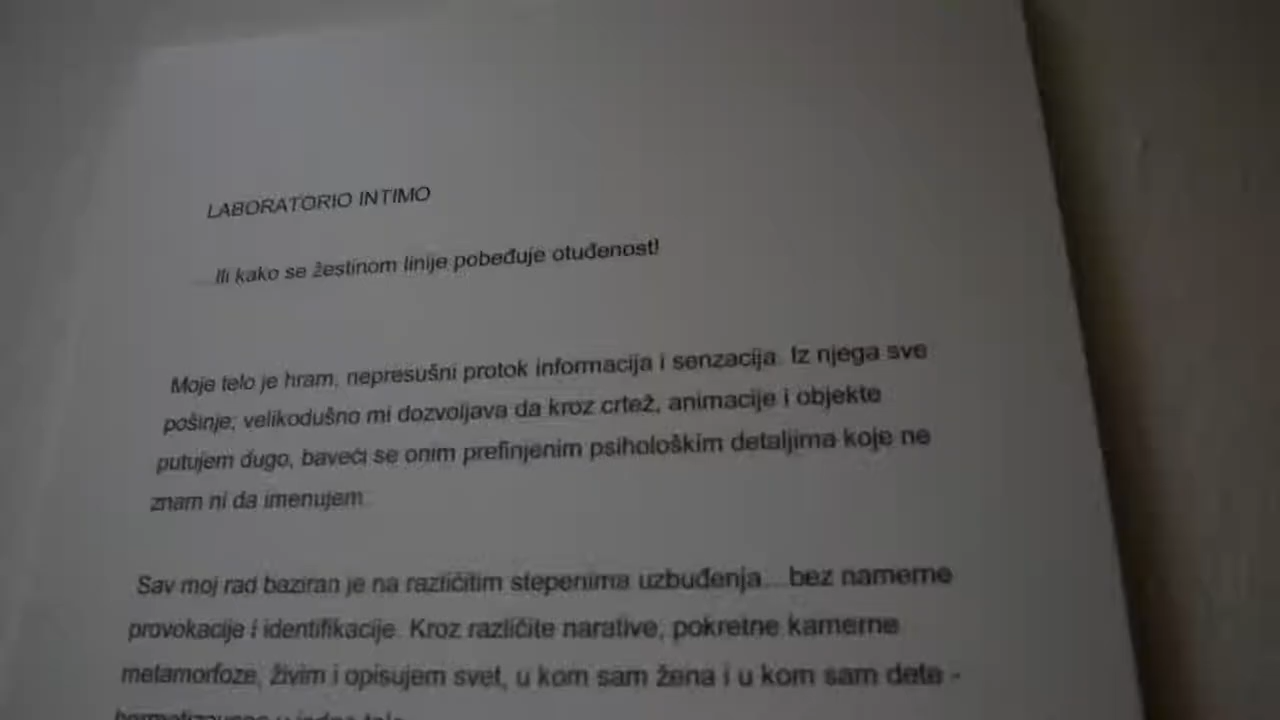 LABORATORIO INTIMO
...Ili kako se žestinom linije pobeđuje otuđenost!
Moje telo je hram, nepresušni protok informacija i senzacija. Iz njega sve
pošinje; velikodušno mi dozvoljava da kroz crtež, animacije i objekte
putujem dugo, baveći se onim prefinjenim psihološkim detaljima koje ne
znam ni da imenujem.
Sav moj rad baziran je na različitim stepenima uzbuđenja....bez namerne
provokacije i identifikacije. Kroz različite narative, pokretne kamerne
metamorfoze, živim i opisujem svet, u kom sam žena i u kom sam dete -